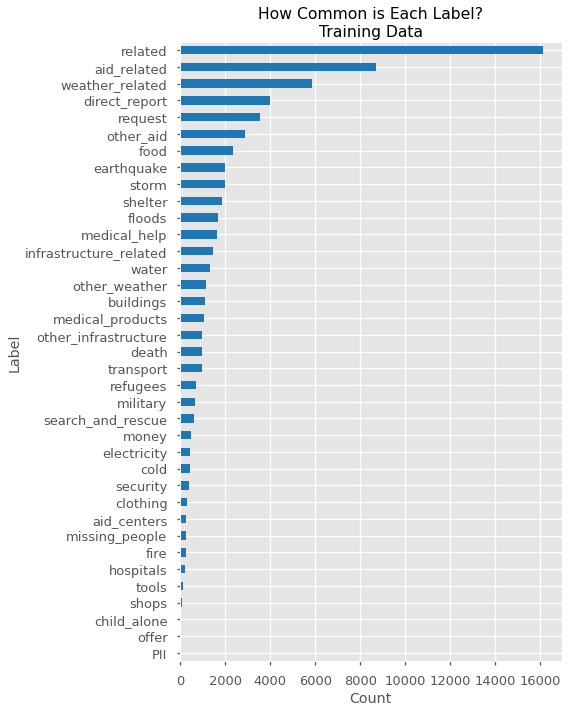 How Common is Each Label?
Training Data
related
aid_related
weather_related
direct_report
request
other_aid
food
earthquake
storm
shelter
floods
medical_help
infrastructure_related
water
other_weather
buildings
medical_products
other_infrastructure
death
transport
refugees
military
search_and_rescue
money
electricity
cold
security
clothing
aid_centers
missing_people
fire
hospitals
tools
shops
child_alone
offer
PII
Label
0 2000 4000 6000 8000 10000 12000 14000 16000
Count